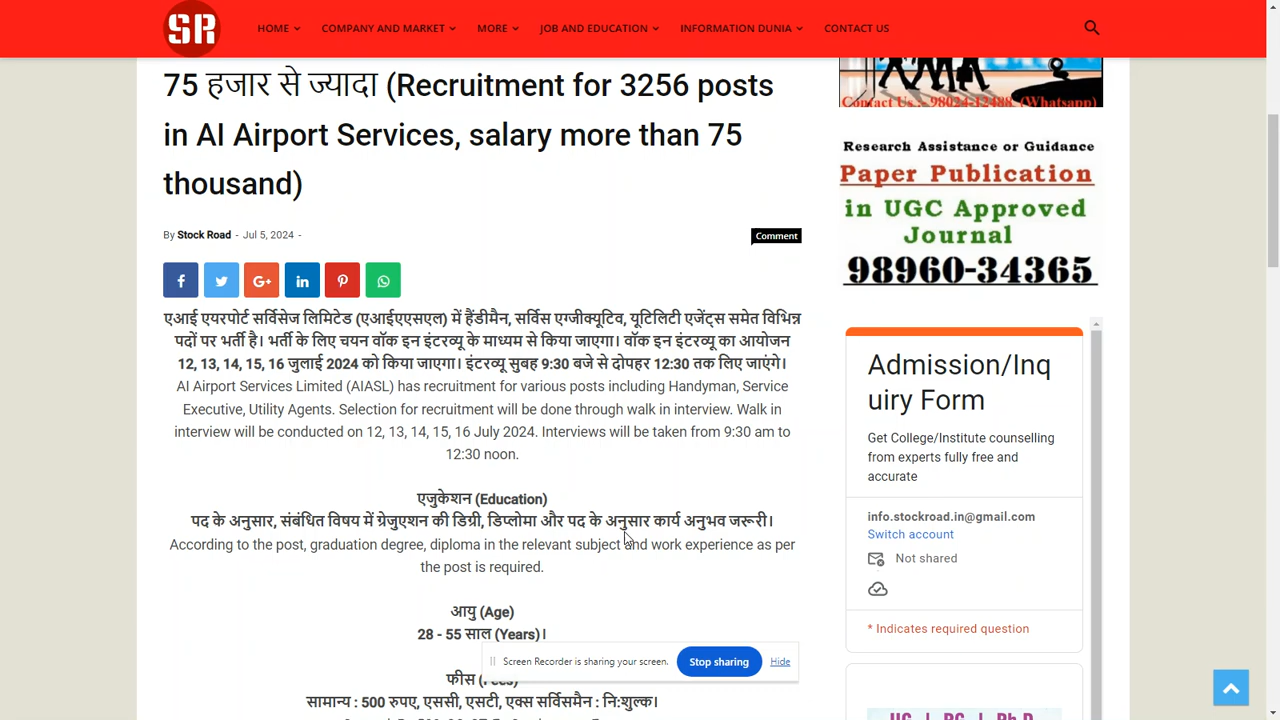 SR
HOME
COMPANY AND MARKET
MORE
JOB AND EDUCATION
INFORMATION DUNIA
CONTACT US
75 हजार से ज्यादा (Recruitment for 3256 posts
in AI Airport Services, salary more than 75
thousand)
By Stock Road - Jul 5, 2024 -
Comment
एआई एयरपोर्ट सर्विसेज लिमिटेड (एआईएएसएल) में हैंडीमैन, सर्विस एग्जीक्यूटिव, यूटिलिटी एजेंट्स समेत विभिन्न
पदों पर भर्ती है। भर्ती के लिए चयन वॉक इन इंटरव्यू के माध्यम से किया जाएगा। वॉक इन इंटरव्यू का आयोजन
12, 13, 14, 15, 16 जुलाई 2024 को किया जाएगा। इंटरव्यू सुबह 9:30 बजे से दोपहर 12:30 तक लिए जाएंगे।
AI Airport Services Limited (AIASL) has recruitment for various posts including Handyman, Service
Executive, Utility Agents. Selection for recruitment will be done through walk in interview. Walk in
interview will be conducted on 12, 13, 14, 15, 16 July 2024. Interviews will be taken from 9:30 am to
12:30 noon.
एजुकेशन (Education)
पद के अनुसार, संबंधित विषय में ग्रेजुएशन की डिग्री, डिप्लोमा और पद के अनुसार कार्य अनुभव जरूरी।
According to the post, graduation degree, diploma in the relevant subject and work experience as per
the post is required.
आयु (Age)
28 - 55 साल (Years)।
फीस (Fees)
सामान्य : 500 रुपए, एससी, एसटी, एक्स सर्विसमैन : नि:शुल्क।
Screen Recorder is sharing your screen.
Stop sharing
Hide
Contact Us :- 98024-12488 (Whatsapp)
Research Assistance or Guidance
Paper Publication
in UGC Approved
Journal
98960-34365
Admission/Inq
uiry Form
Get College/Institute counselling
from experts fully free and
accurate
info.stockroad.in@gmail.com
Switch account
Not shared
* Indicates required question